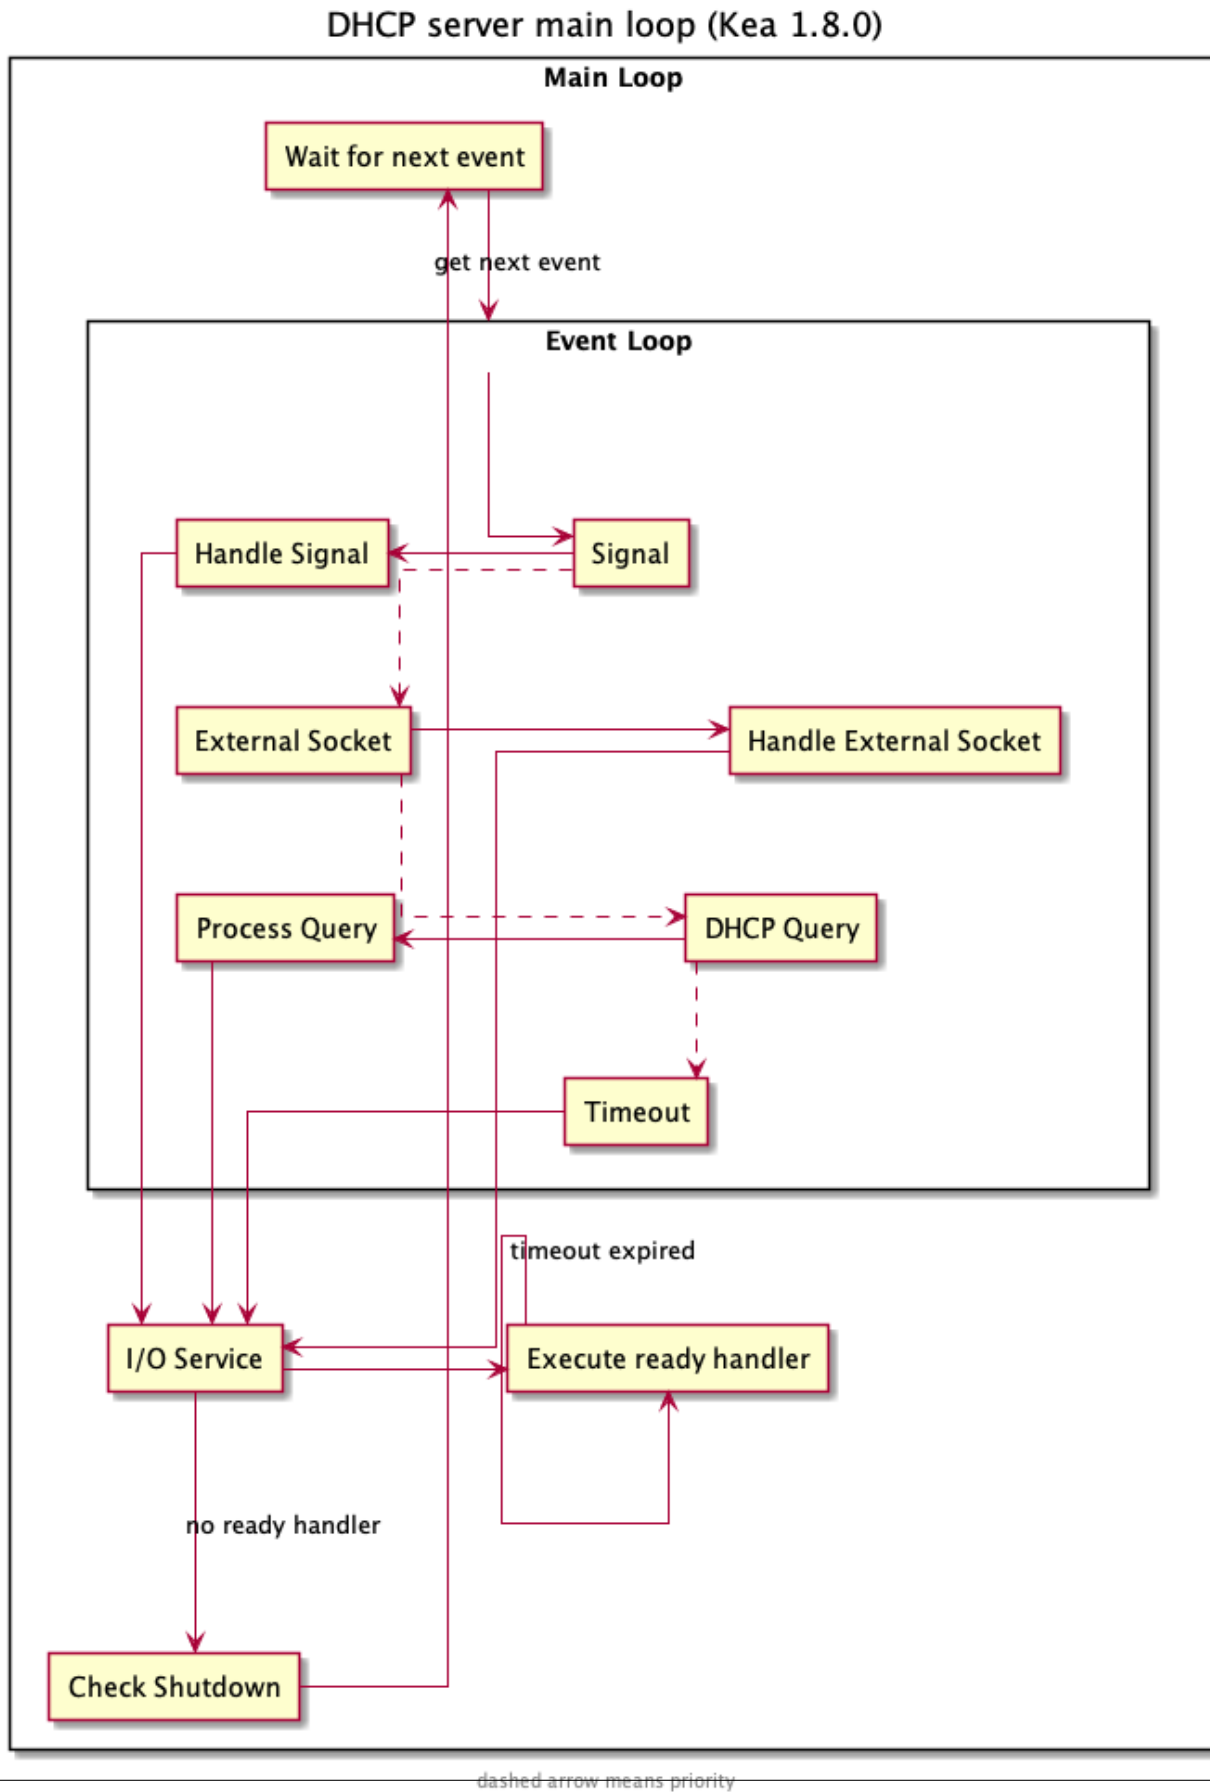 DHCP server main loop (Kea 1.8.0)
Main Loop
Wait for next event
get next event
Event Loop
Handle Signal
Signal
External Socket
Handle External Socket
Process Query
DHCP Query
Timeout
timeout expired
I/O Service
Execute ready handler
no ready handler
Check Shutdown
dashed arrow means priority